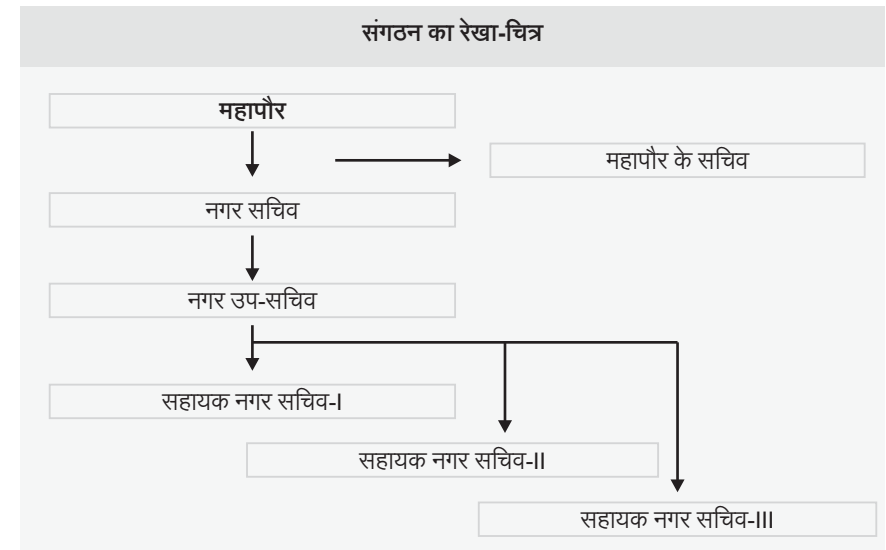 संगठन का रेखा-चित्र
महापौर
महापौर के सचिव
नगर सचिव
नगर उप-सचिव
सहायक नगर सचिव-I
सहायक नगर सचिव-II
सहायक नगर सचिव-III